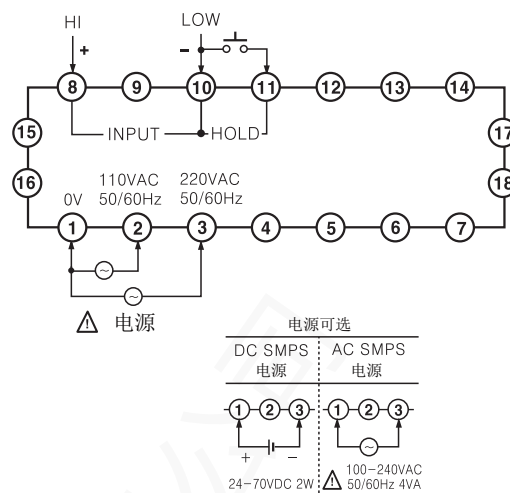 HI
LOW
+
-
8 9 10 11 12 13 14
INPUT
HOLD
15
17
16
18
0V
110VAC
50/60Hz
220VAC
50/60Hz
1 2 3 4 5 6 7
⚠ 电源
电源可选
DC SMPS
电源
AC SMPS
电源
1 2 3
1 2 3
+ -
24-70VDC 2W
⚠ 100-240VAC
50/60Hz 4VA